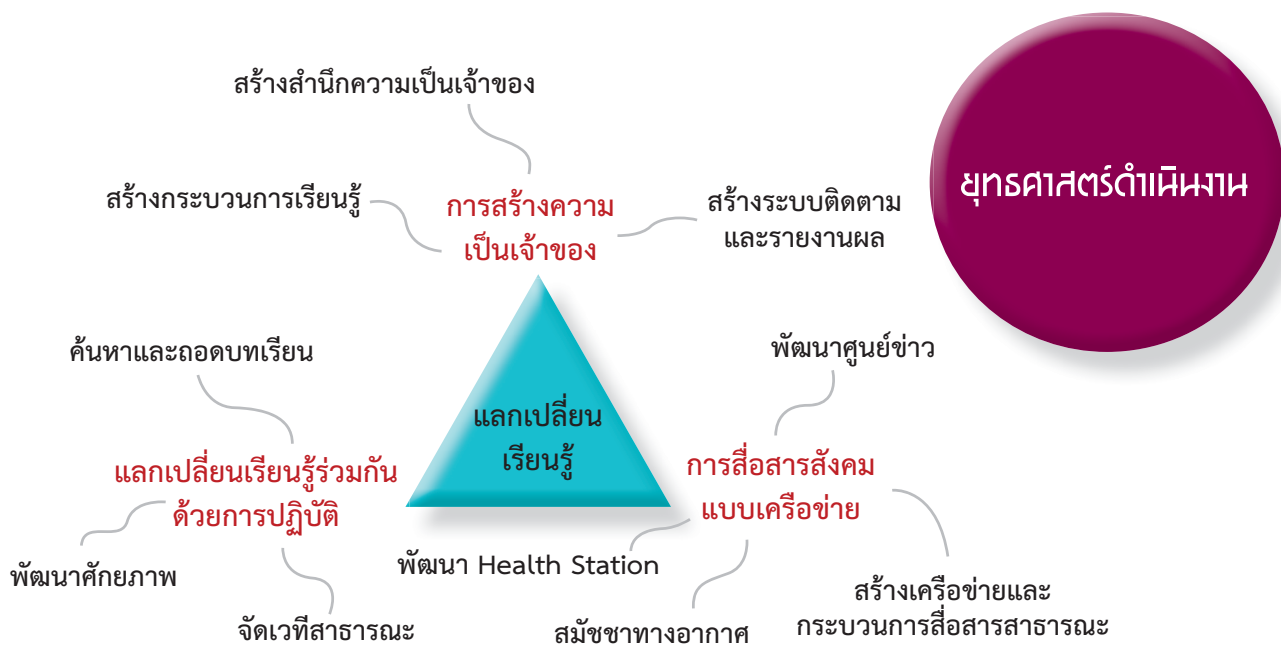 ยุทธศาสตร์ดำเนินงาน
สร้างสำนึกความเป็นเจ้าของ
สร้างกระบวนการเรียนรู้
การสร้างความ
เป็นเจ้าของ
สร้างระบบติดตาม
และรายงานผล
ค้นหาและถอดบทเรียน
พัฒนาศูนย์ข่าว
แลกเปลี่ยน
เรียนรู้
แลกเปลี่ยนเรียนรู้ร่วมกัน
ด้วยการปฏิบัติ
การสื่อสารสังคม
แบบเครือข่าย
พัฒนาศักยภาพ
จัดเวทีสาธารณะ
พัฒนา Health Station
สมัชชาทางอากาศ
สร้างเครือข่ายและ
กระบวนการสื่อสารสาธารณะ